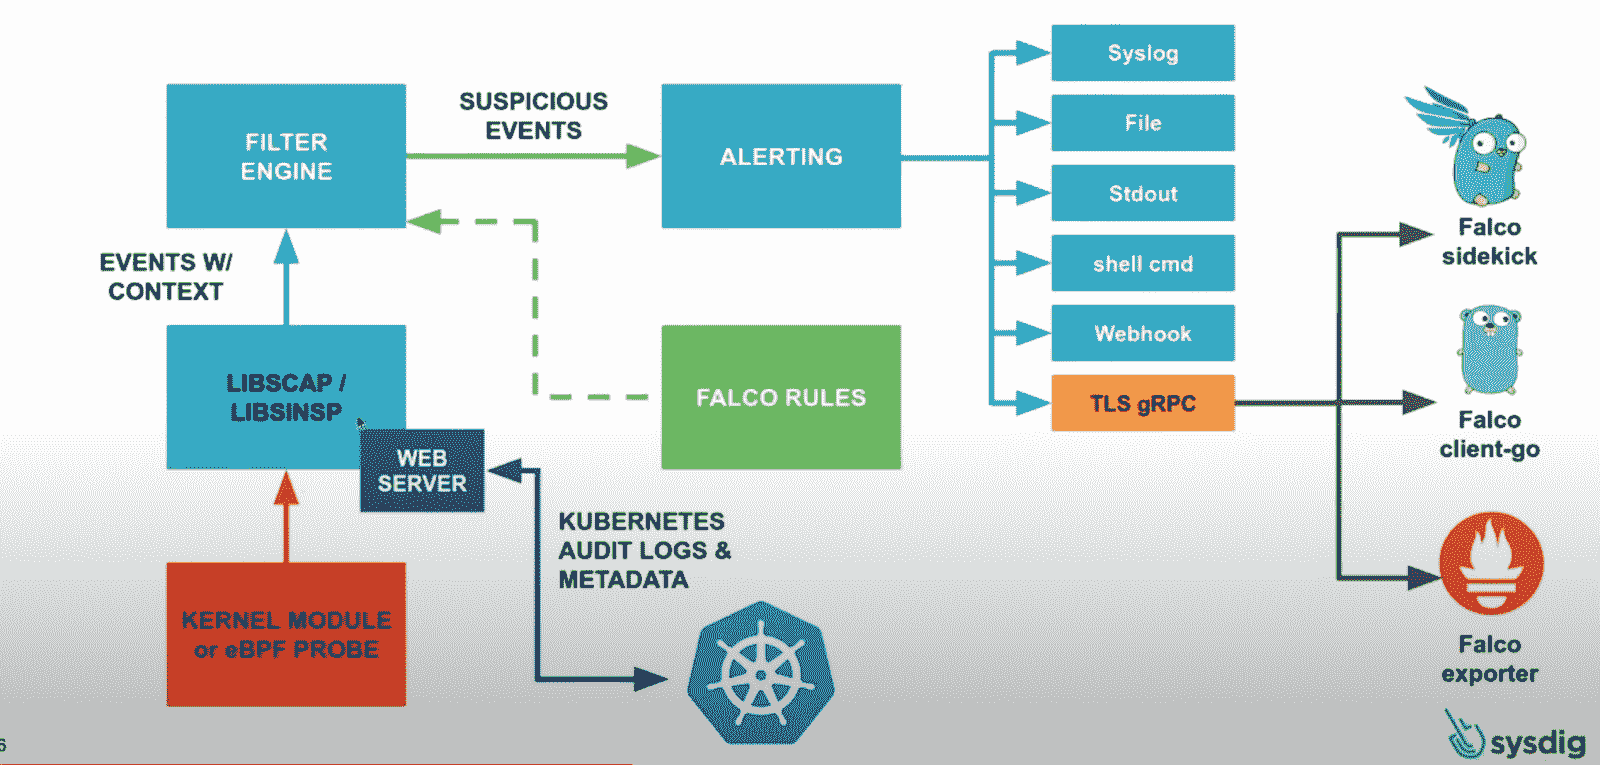 SUSPICIOUS
EVENTS
FILTER
ENGINE
ALERTING
Syslog
File
Stdout
shell cmd
Webhook
TLS gRPC
Falco
sidekick
EVENTS W/
CONTEXT
LIBSCAP /
LIBSINSP
WEB
SERVER
FALCO RULES
Falco
client-go
KUBERNETES
AUDIT LOGS &
METADATA
KERNEL MODULE
or eBPF PROBE
Falco
exporter
6
sysdig